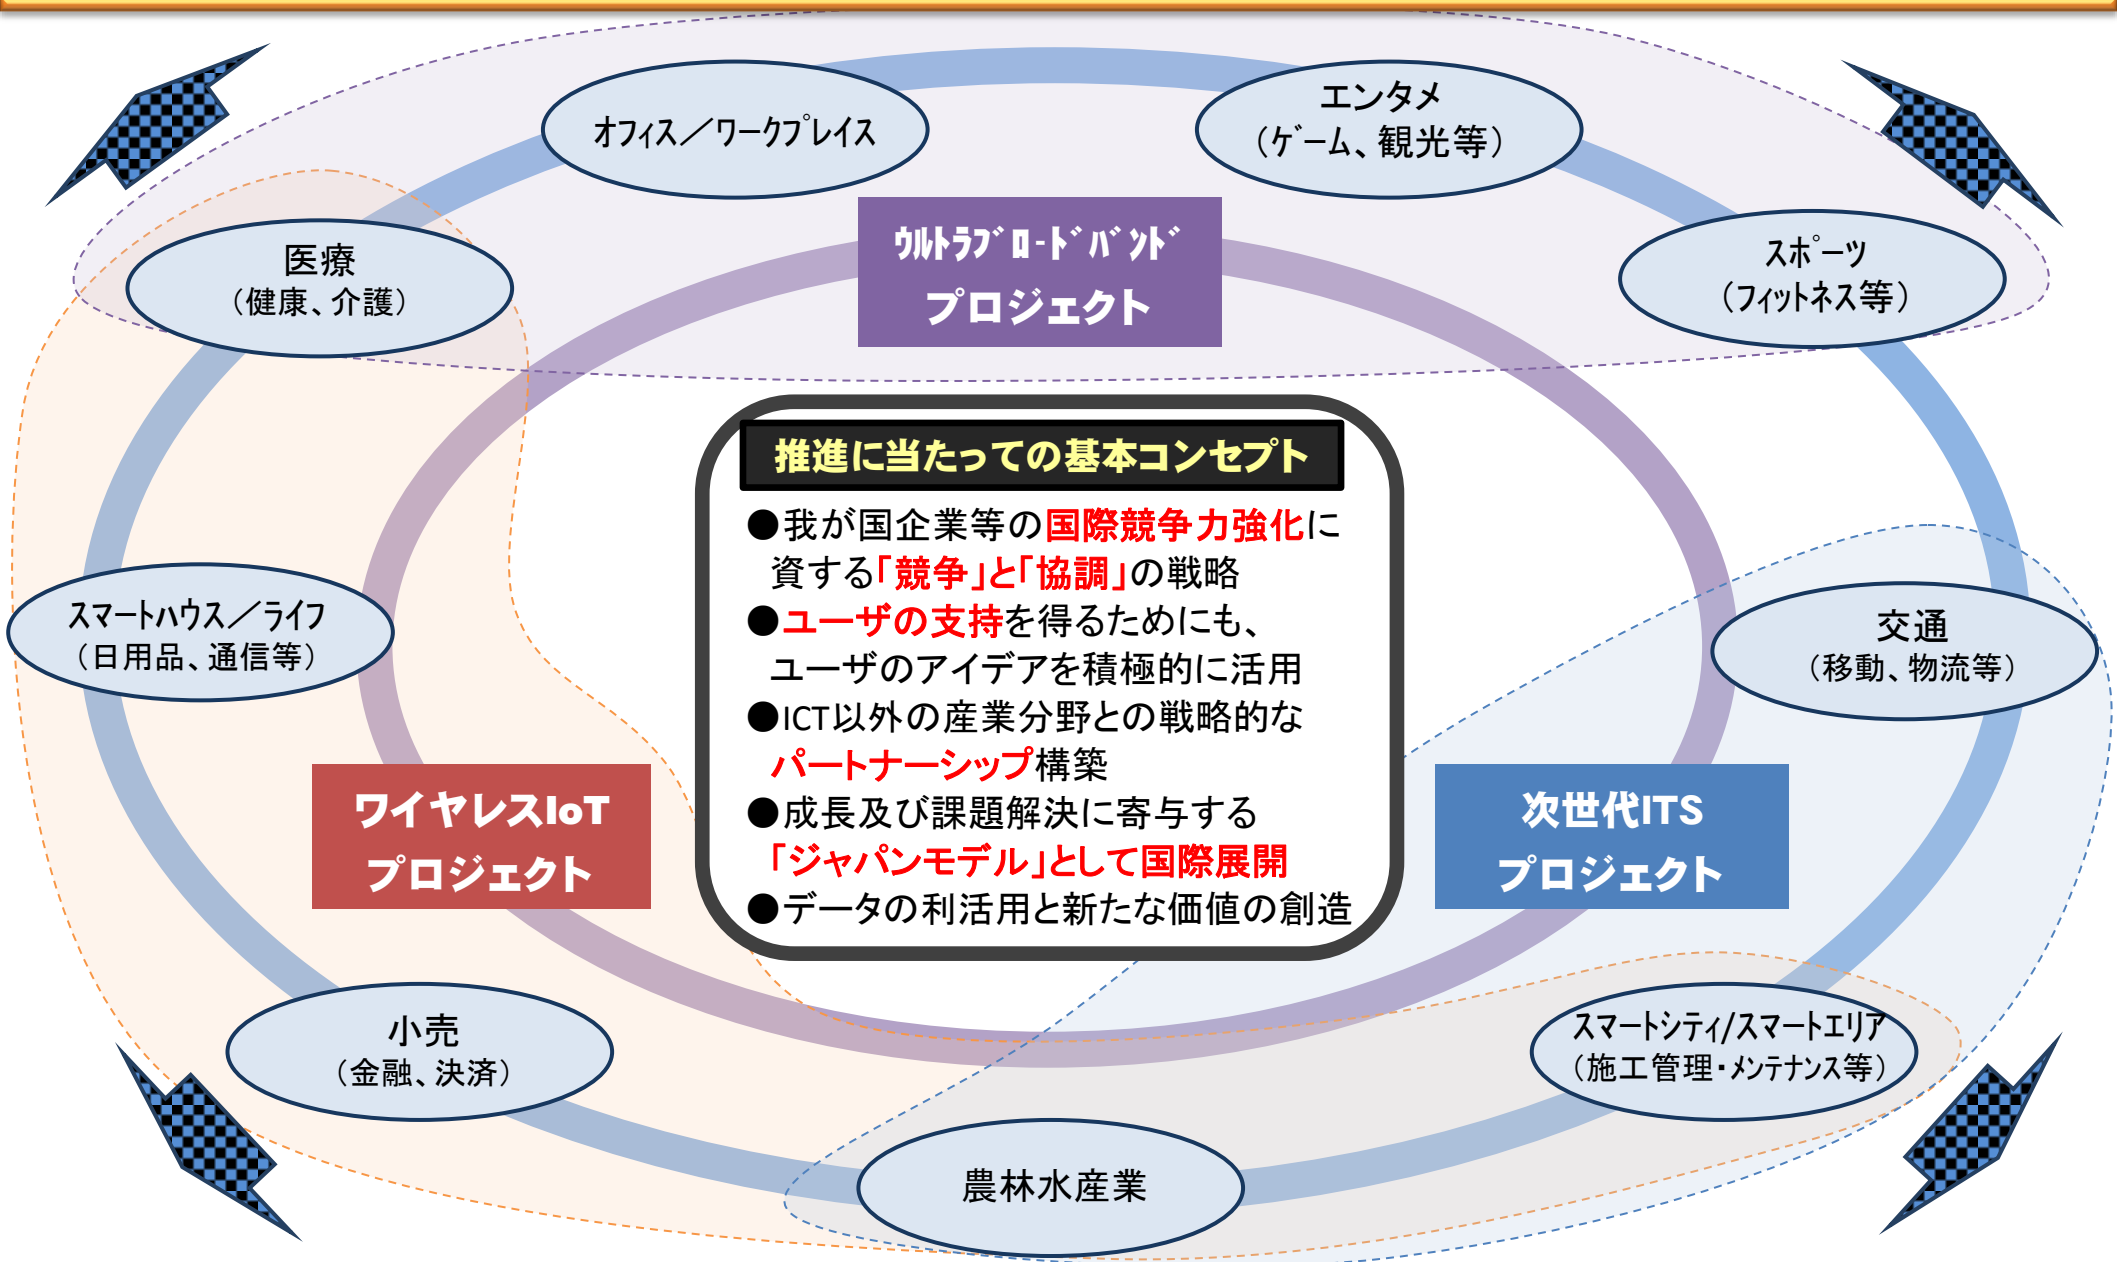 オフィス／ワークプレイス
エンタメ
（ゲーム、観光等）
医療
（健康、介護）
ｳﾙﾄﾗﾌﾞﾛｰﾄﾞﾊﾞﾝﾄﾞ
プロジェクト
スポーツ
（フィットネス等）
推進に当たっての基本コンセプト
●我が国企業等の国際競争力強化に
資する「競争」と「協調」の戦略
●ユーザの支持を得るためにも、
ユーザのアイデアを積極的に活用
●ICT以外の産業分野との戦略的な
パートナーシップ構築
●成長及び課題解決に寄与する
「ジャパンモデル」として国際展開
●データの利活用と新たな価値の創造
スマートハウス／ライフ
（日用品、通信等）
交通
（移動、物流等）
ワイヤレスIoT
プロジェクト
次世代ITS
プロジェクト
小売
（金融、決済）
スマートシティ/スマートエリア
（施工管理・メンテナンス等）
農林水産業